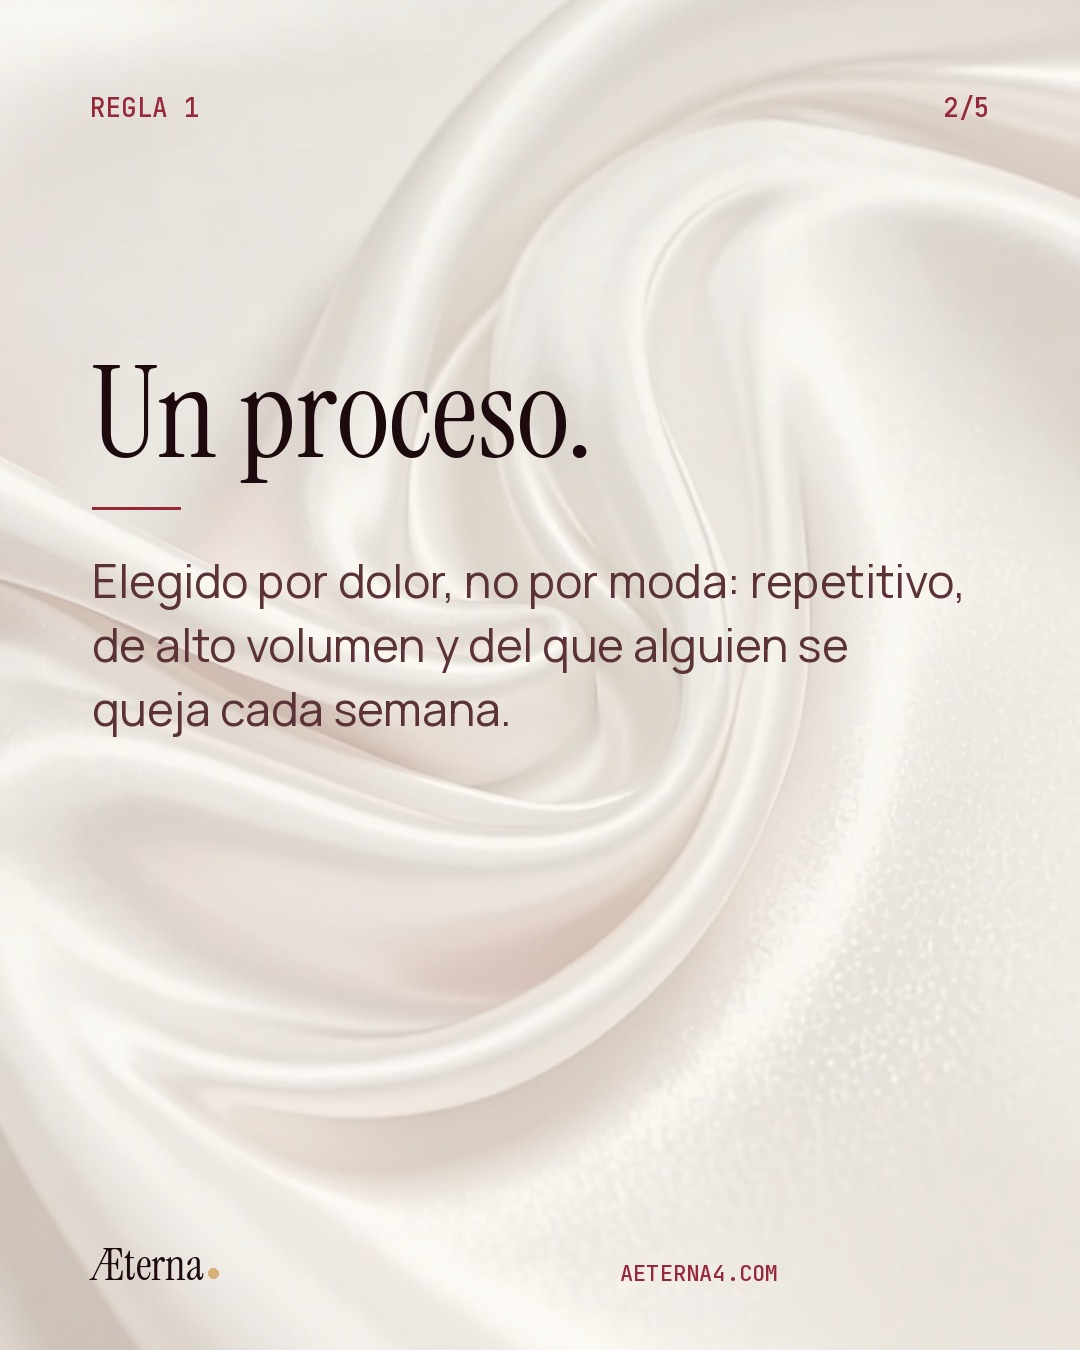 REGLA 1
2/5
Un proceso.
Elegido por dolor, no por moda: repetitivo,
de alto volumen y del que alguien se
queja cada semana.
Æterna.
AETERNA4.COM